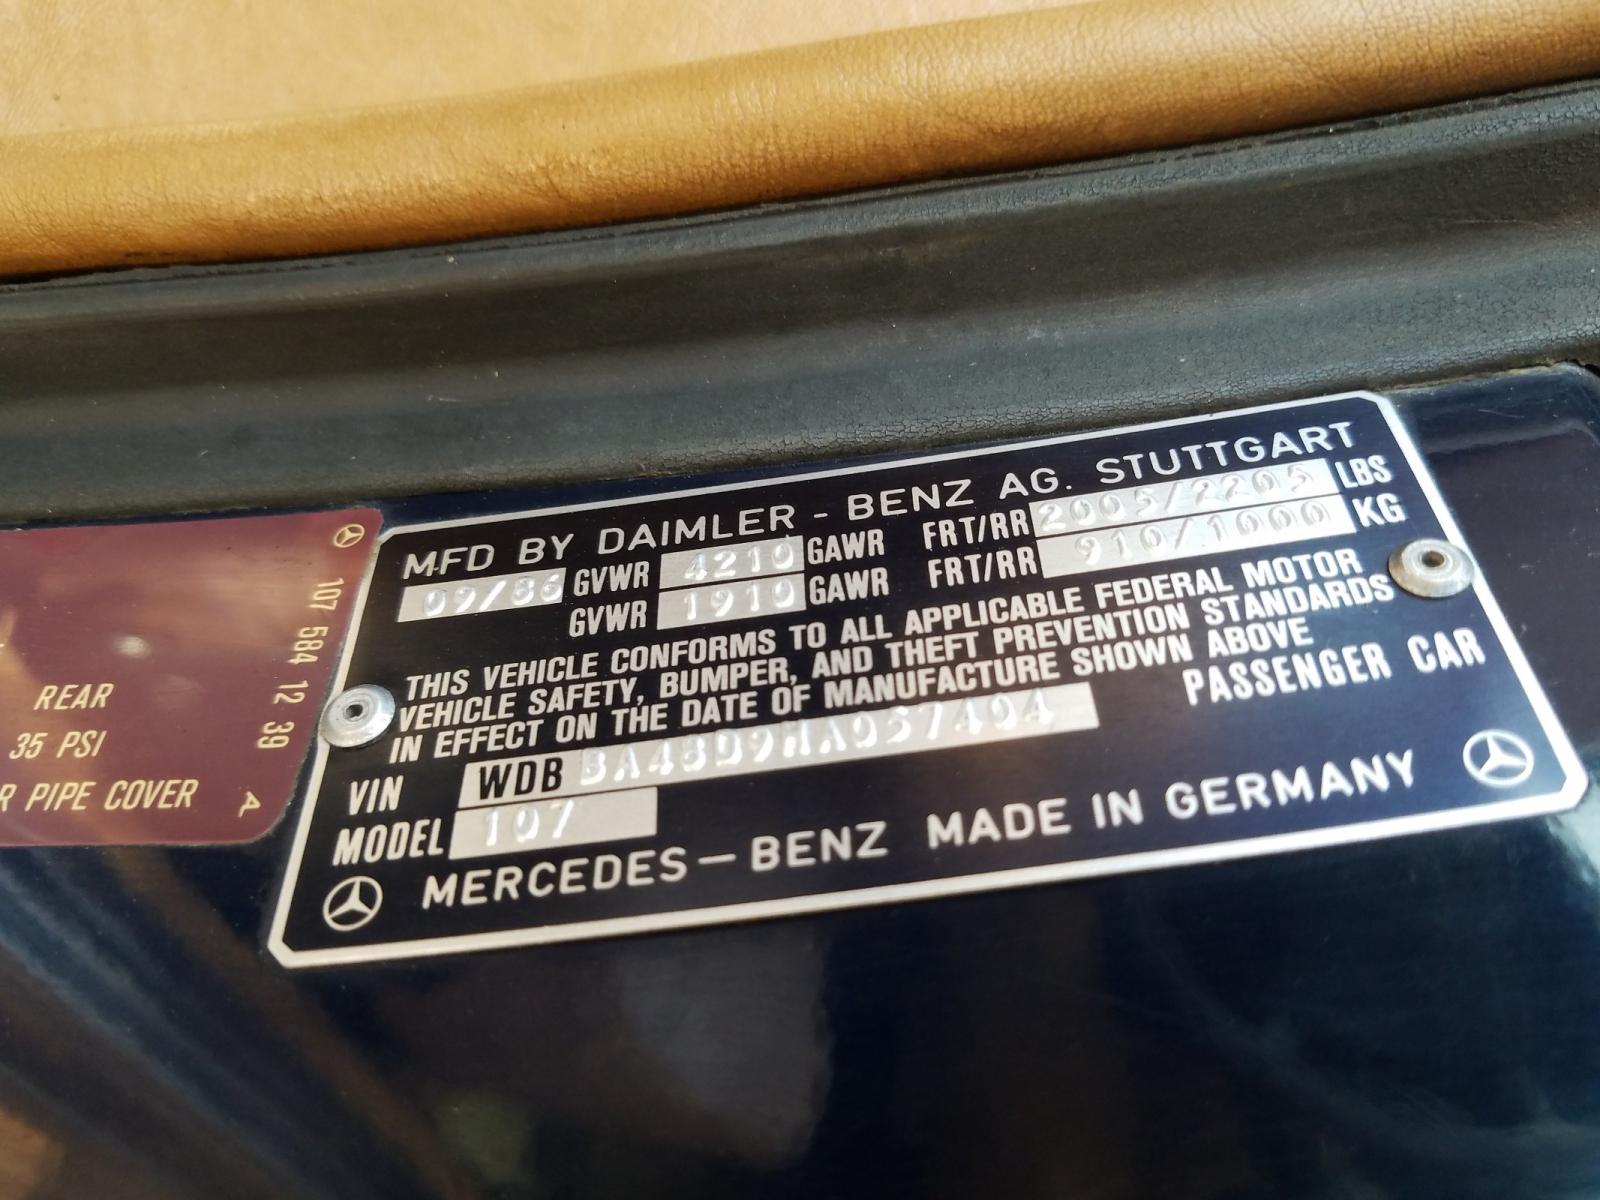 MFD BY DAIMLER - BENZ AG. STUTTGART
09/86 GVWR 4210 GAWR FRT/RR 2005/2205 LBS
GVWR 1910 GAWR FRT/RR 910/1000 KG
THIS VEHICLE CONFORMS TO ALL APPLICABLE FEDERAL MOTOR
VEHICLE SAFETY, BUMPER, AND THEFT PREVENTION STANDARDS
IN EFFECT ON THE DATE OF MANUFACTURE SHOWN ABOVE
PASSENGER CAR
VIN WDB BA48D9HA057494
MODEL 107
MERCEDES - BENZ MADE IN GERMANY
107 584 12 39 A
REAR
35 PSI
PIPE COVER